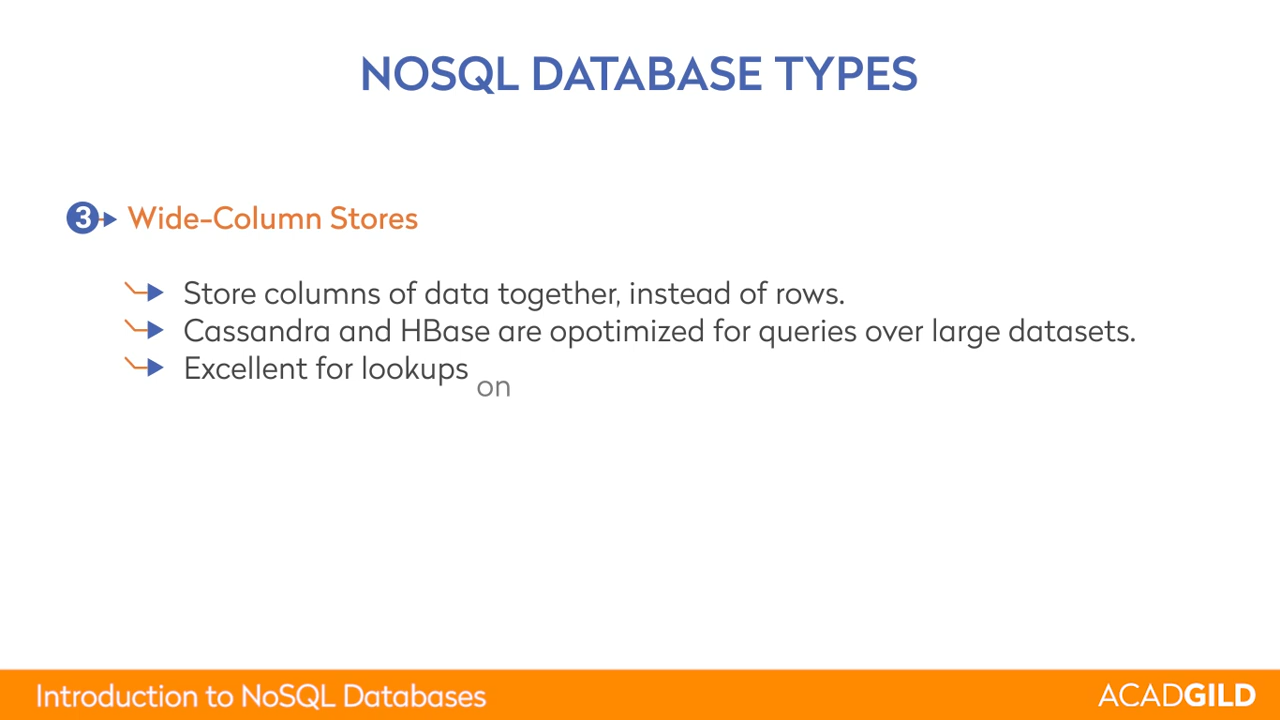 NOSQL DATABASE TYPES
3 Wide-Column Stores
Store columns of data together, instead of rows.
Cassandra and HBase are opotimized for queries over large datasets.
Excellent for lookups on
Introduction to NoSQL Databases
ACADGILD